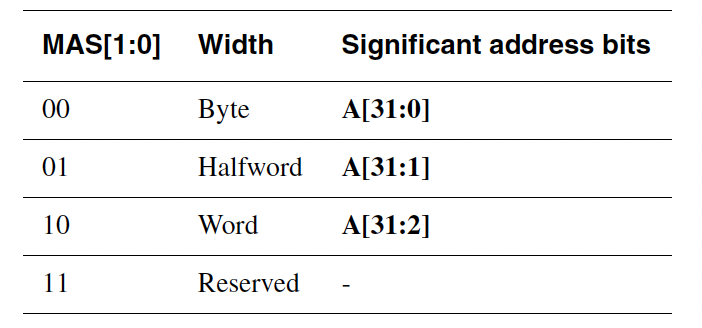 MAS[1:0] Width Significant address bits
00 Byte A[31:0]
01 Halfword A[31:1]
10 Word A[31:2]
11 Reserved -